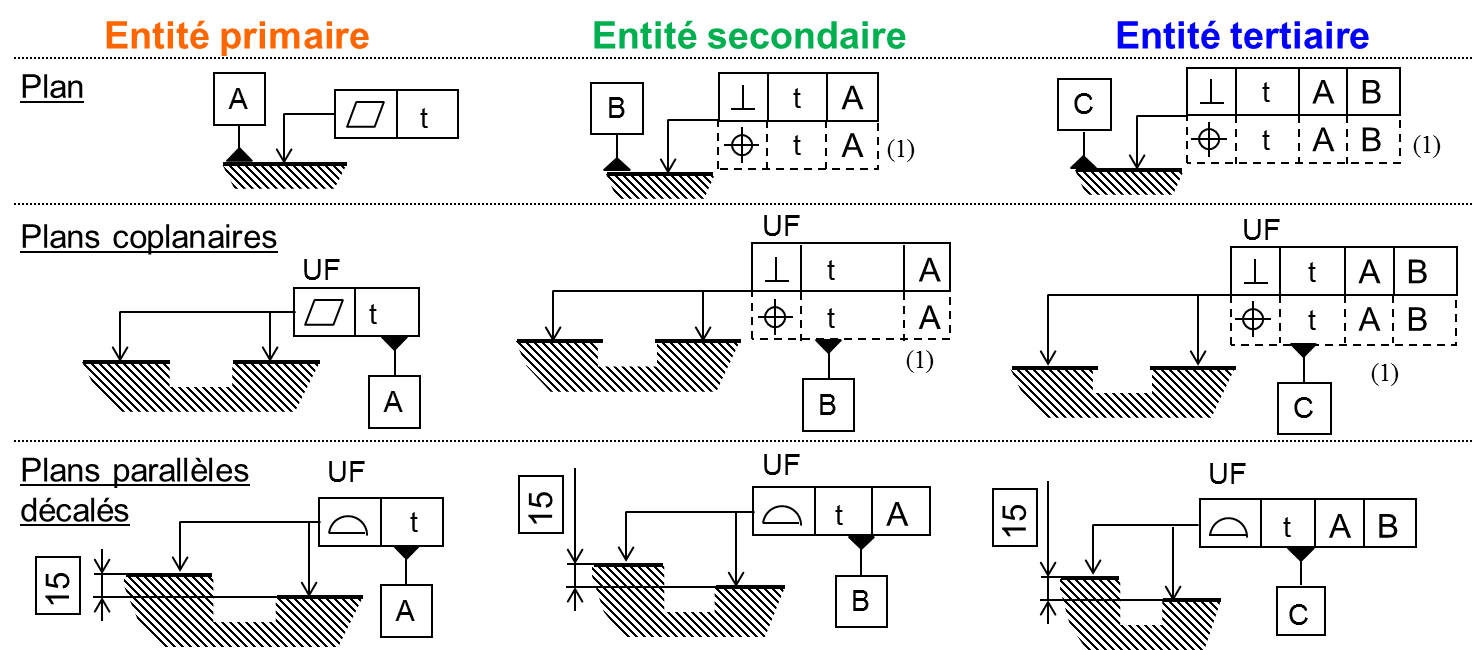 Entité primaire Entité secondaire Entité tertiaire
Plan
A
t
B
⊥ t A
⌖ t A (1)
C
⊥ t A B
⌖ t A B (1)
Plans coplanaires
UF
t
A
UF
⊥ t A
⌖ t A
(1)
B
UF
⊥ t A B
⌖ t A B
(1)
C
Plans parallèles
décalés
UF
t
15
A
UF
t A
15
B
UF
t A B
15
C